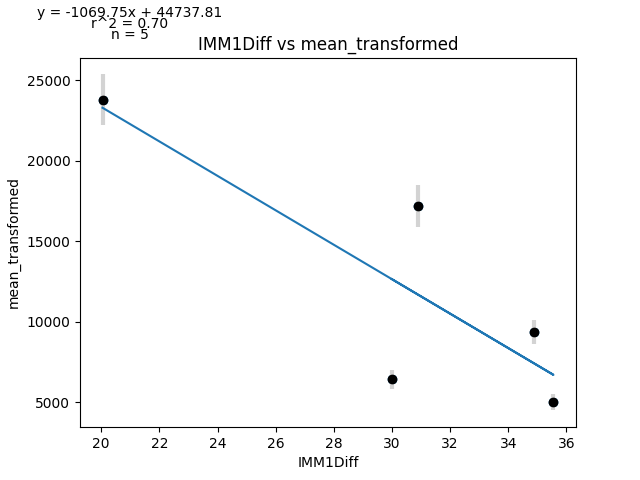 y = -1069.75x + 44737.81
r^2 = 0.70
n = 5
IMM1Diff vs mean_transformed
25000
20000
15000
10000
5000
mean_transformed
20 22 24 26 28 30 32 34 36
IMM1Diff